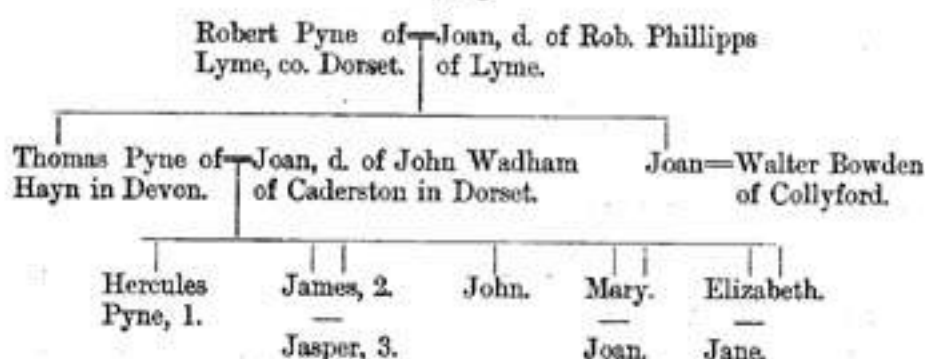 Robert Pyne of Joan, d. of Rob. Phillipps
Lyme, co. Dorset. of Lyme.
Thomas Pyne of Joan, d. of John Wadham Joan=Walter Bowden
Hayn in Devon. of Caderston in Dorset. of Collyford.
Hercules James, 2. John. Mary. Elizabeth.
Pyne, 1. — — —
Jasper, 3. Joan. Jane.